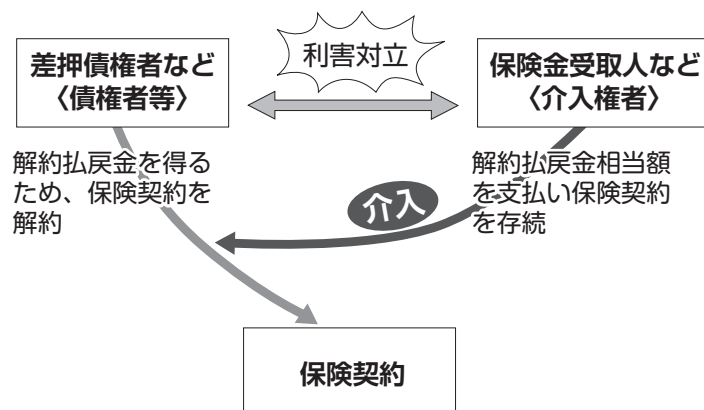 利害対立
差押債権者など
〈債権者等〉
保険金受取人など
〈介入権者〉
解約払戻金を得る
ため、保険契約を
解約
解約払戻金相当額
を支払い保険契約
を存続
介入
保険契約